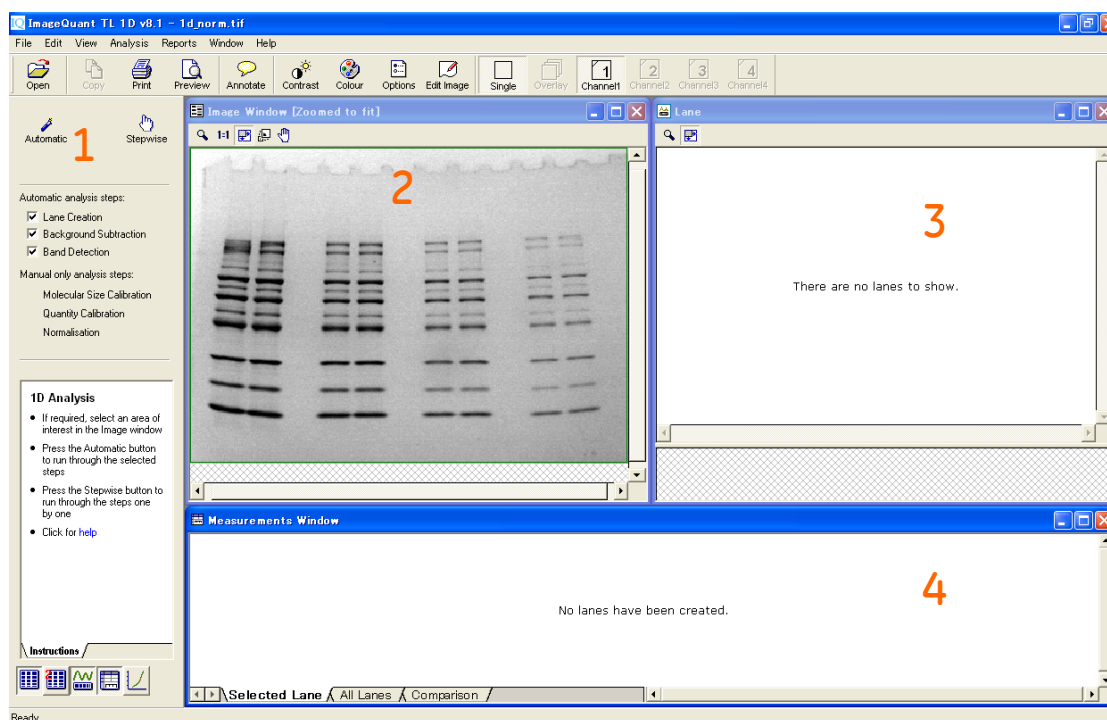 ImageQuant TL 1D v8.1 - 1d_norm.tif
File Edit View Analysis Reports Window Help
Open Copy Print Preview Annotate Contrast Colour Options Edit Image Single Overlay Channel1 Channel2 Channel3 Channel4
1 2 3 4
Automatic 1 Stepwise
Automatic analysis steps:
Lane Creation
Background Subtraction
Band Detection
Manual only analysis steps:
Molecular Size Calibration
Quantity Calibration
Normalisation
1D Analysis
If required, select an area of
interest in the Image window
Press the Automatic button
to run through the selected
steps
Press the Stepwise button to
run through the steps one
by one
Click for help
Instructions
Image Window [Zoomed to fit]
1:1
2
Lane
3
There are no lanes to show.
Measurements Window
4
No lanes have been created.
Selected Lane All Lanes Comparison
Ready